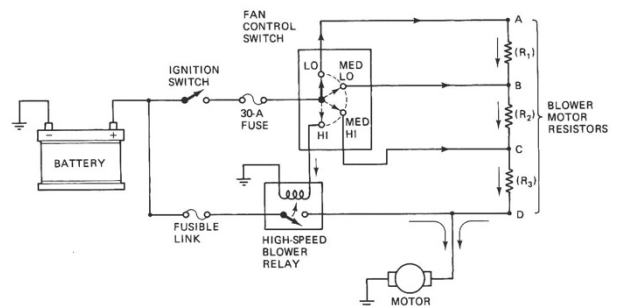 FAN
CONTROL
SWITCH
A
LO
MED
LO
(R1)
IGNITION
SWITCH
B
30-A
FUSE
HI
MED
HI
(R2)
BLOWER
MOTOR
RESISTORS
- +
BATTERY
C
(R3)
D
FUSIBLE
LINK
HIGH-SPEED
BLOWER
RELAY
MOTOR